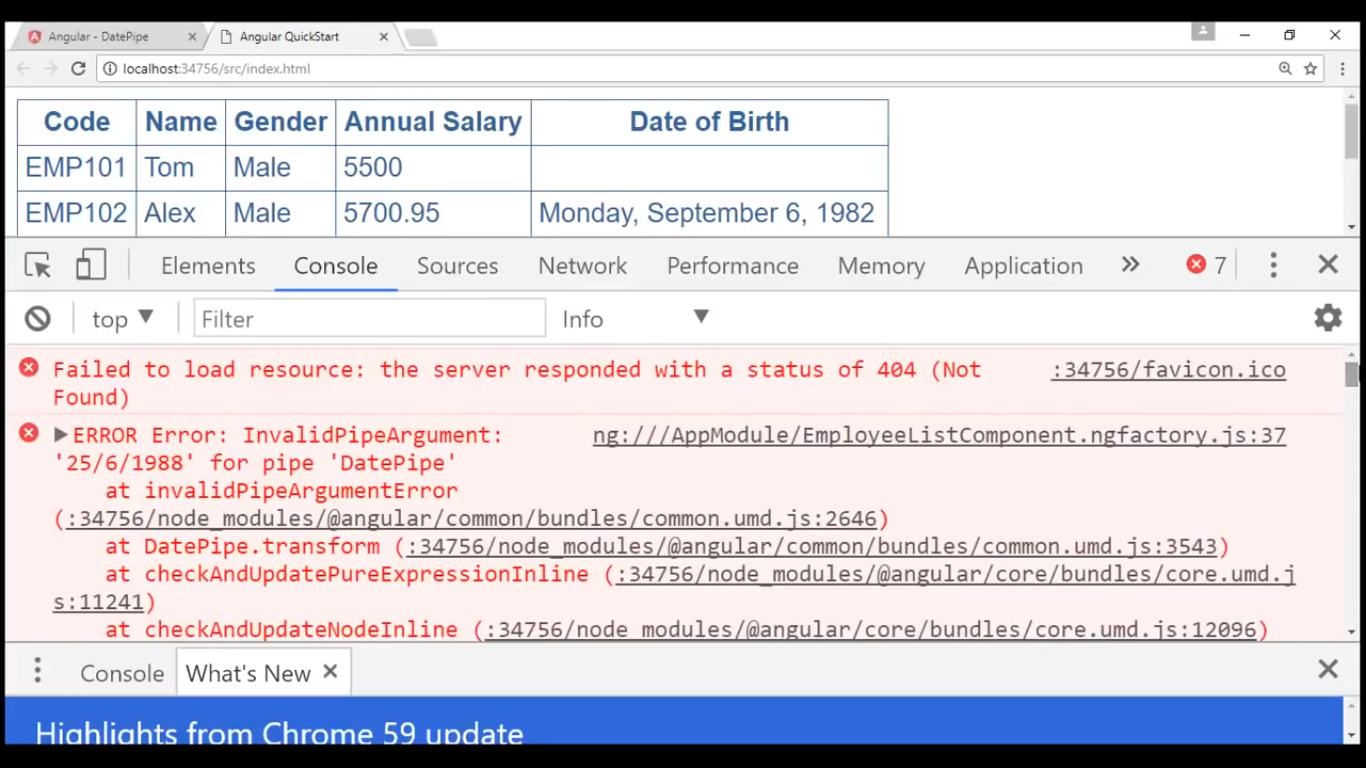 Angular - DatePipe
Angular QuickStart
localhost:34756/src/index.html
Code Name Gender Annual Salary Date of Birth
EMP101 Tom Male 5500
EMP102 Alex Male 5700.95 Monday, September 6, 1982
Elements Console Sources Network Performance Memory Application 7
top Filter Info
Failed to load resource: the server responded with a status of 404 (Not :34756/favicon.ico
Found)
ERROR Error: InvalidPipeArgument: ng:///AppModule/EmployeeListComponent.ngfactory.js:37
'25/6/1988' for pipe 'DatePipe'
at invalidPipeArgumentError
(:34756/node_modules/@angular/common/bundles/common.umd.js:2646)
at DatePipe.transform (:34756/node_modules/@angular/common/bundles/common.umd.js:3543)
at checkAndUpdatePureExpressionInline (:34756/node_modules/@angular/core/bundles/core.umd.j
s:11241)
at checkAndUpdateNodeInline (:34756/node_modules/@angular/core/bundles/core.umd.js:12096)
Console What's New
Highlights from Chrome 59 update